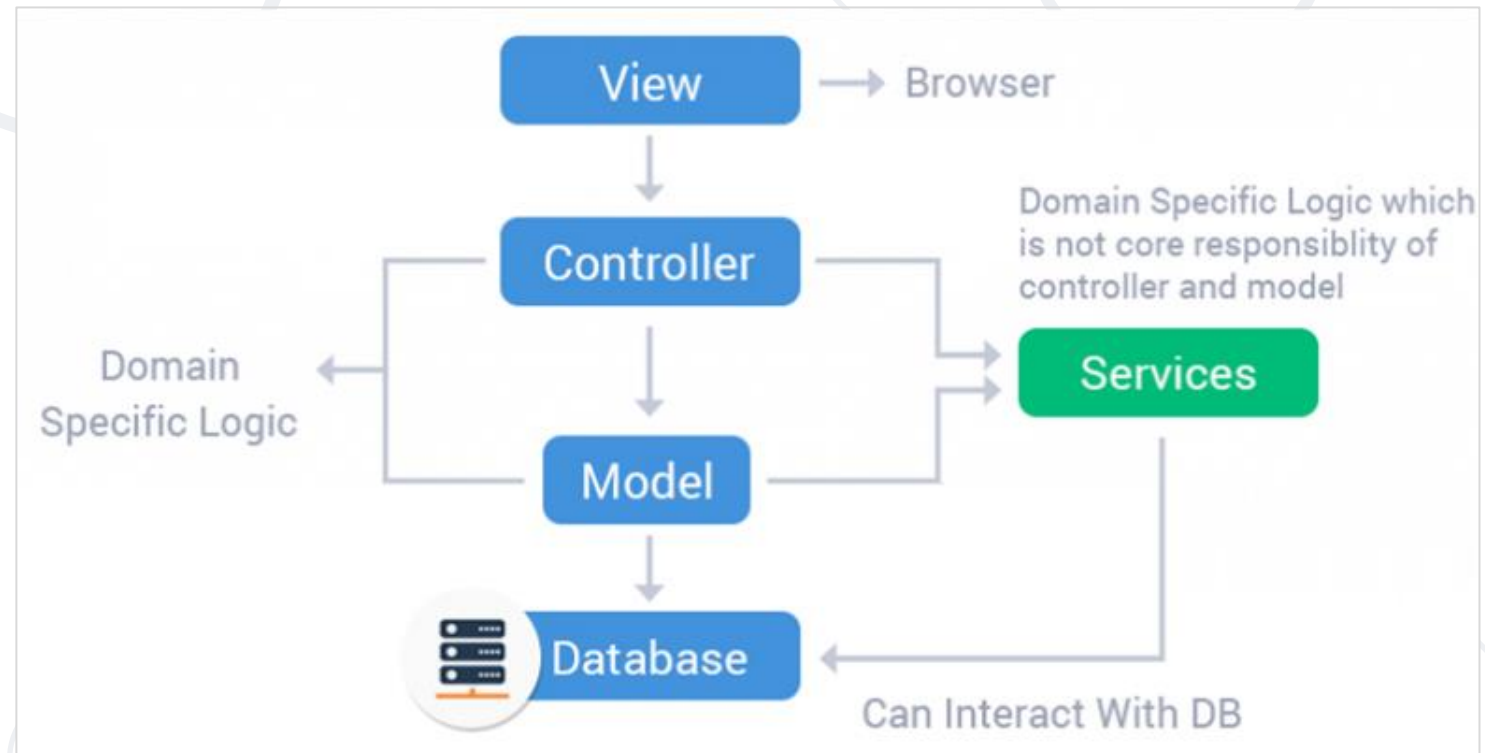 View
Browser
Domain Specific Logic which
is not core responsiblity of
controller and model
Controller
Domain
Specific Logic
Services
Model
Database
Can Interact With DB